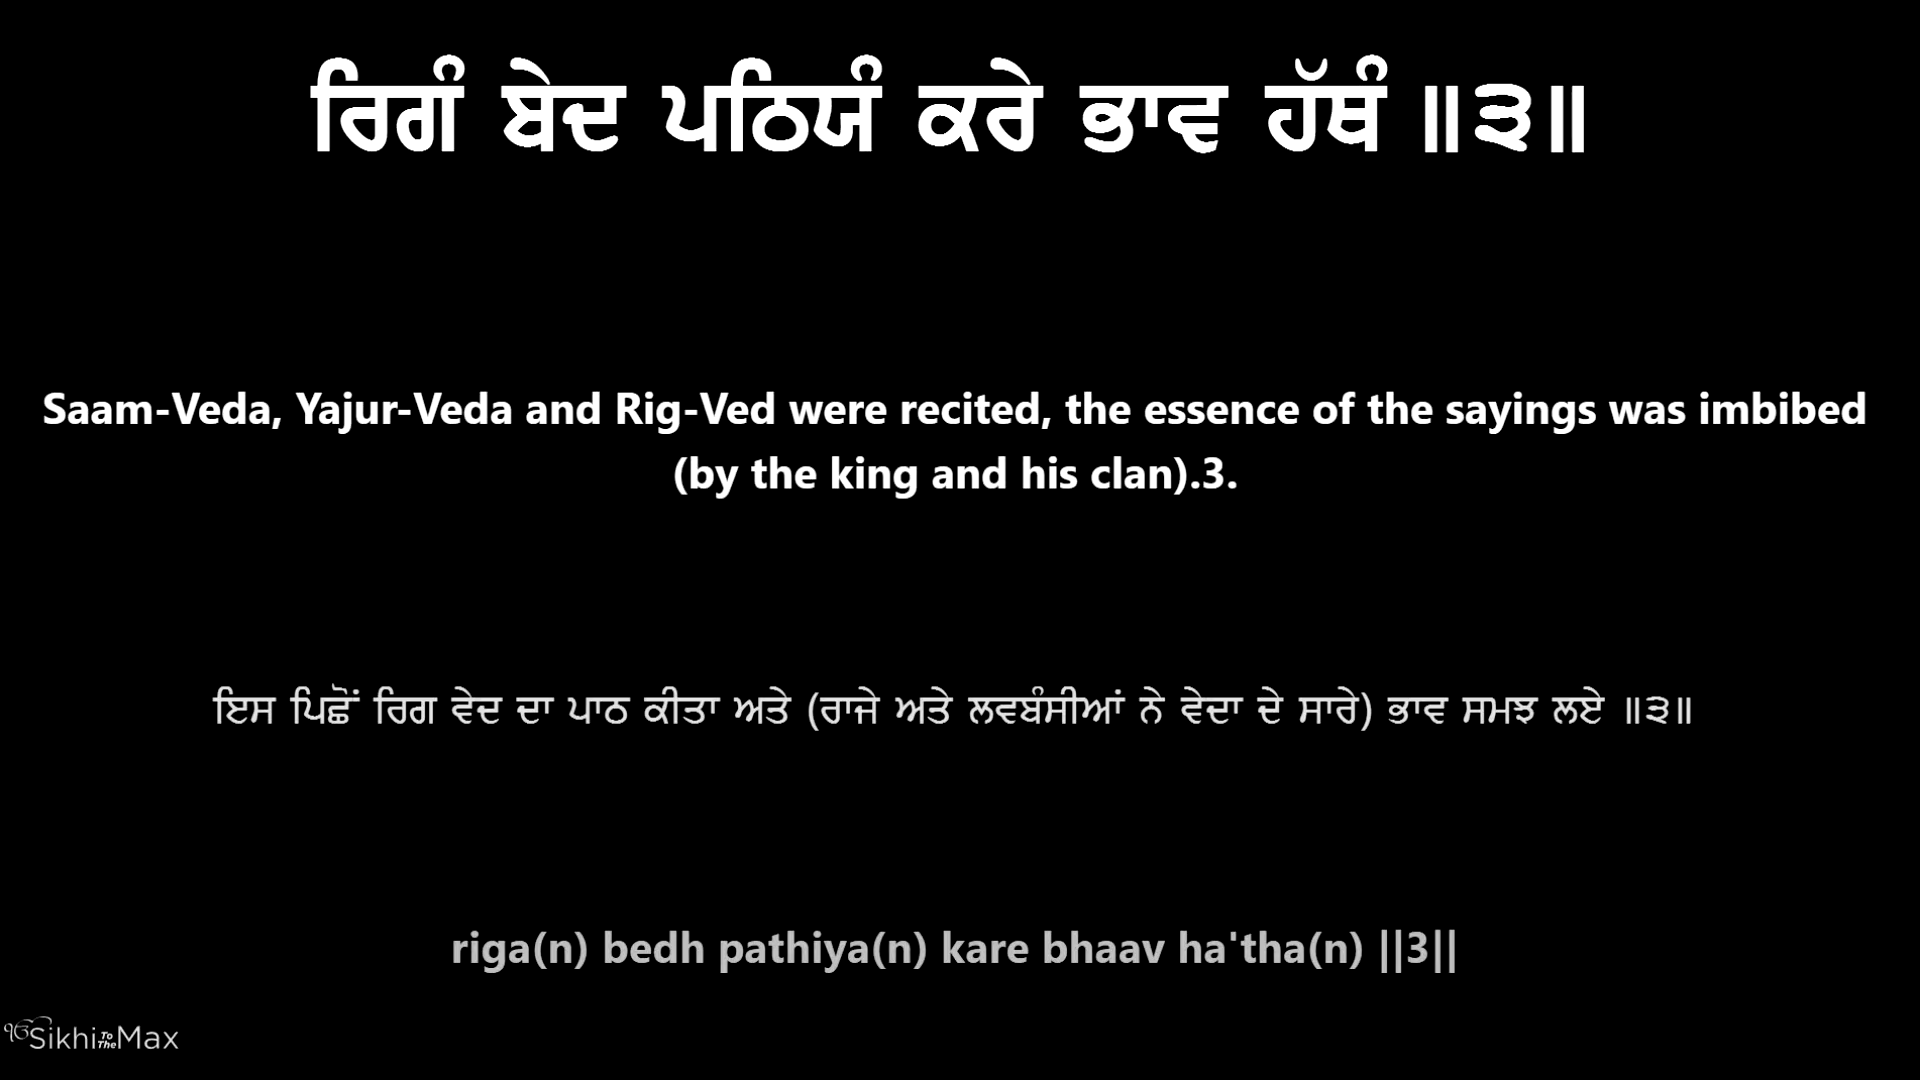 ਰਿਗੰ ਬੇਦ ਪਠਿਯੰ ਕਰੇ ਭਾਵ ਹੱਥੰ ॥੩॥
Saam-Veda, Yajur-Veda and Rig-Ved were recited, the essence of the sayings was imbibed
(by the king and his clan).3.
ਇਸ ਪਿਛੋਂ ਰਿਗ ਵੇਦ ਦਾ ਪਾਠ ਕੀਤਾ ਅਤੇ (ਰਾਜੇ ਅਤੇ ਲਵਬੰਸੀਆਂ ਨੇ ਵੇਦਾ ਦੇ ਸਾਰੇ) ਭਾਵ ਸਮਝ ਲਏ ॥੩॥
riga(n) bedh pathiya(n) kare bhaav ha'tha(n) ||3||
ੴSikhiToTheMax